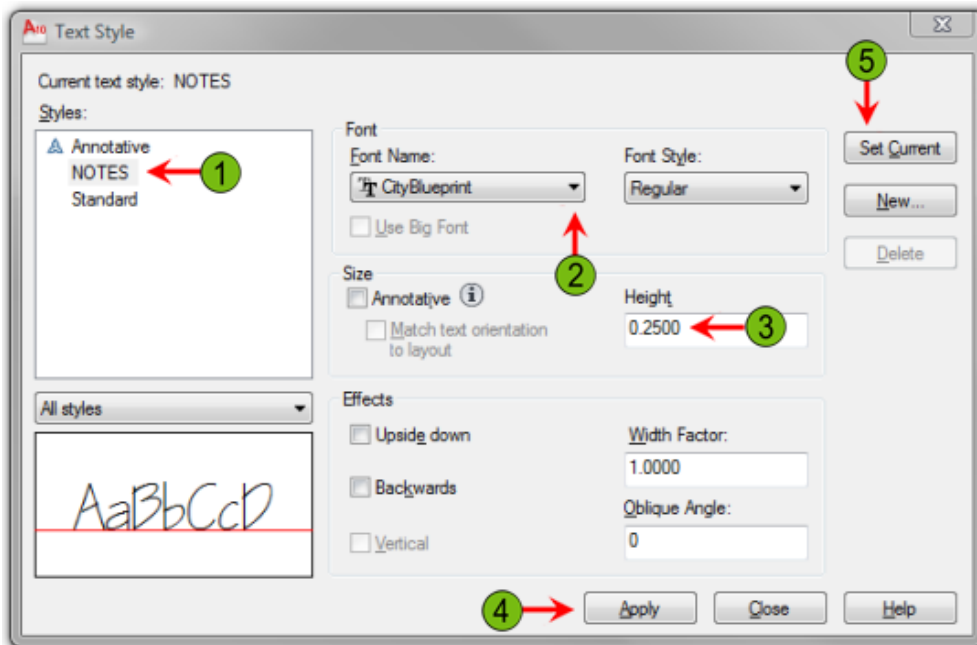 A10 Text Style
Current text style: NOTES
Styles:
Annotative
NOTES
Standard
1
All styles
AaBbCcD
Font
Font Name:
CityBlueprint
Use Big Font
2
Font Style:
Regular
Size
Annotative i
Match text orientation
to layout
Height
0.2500
3
Effects
Upside down
Backwards
Vertical
Width Factor:
1.0000
Oblique Angle:
0
5
Set Current
New...
Delete
4
Apply
Close
Help